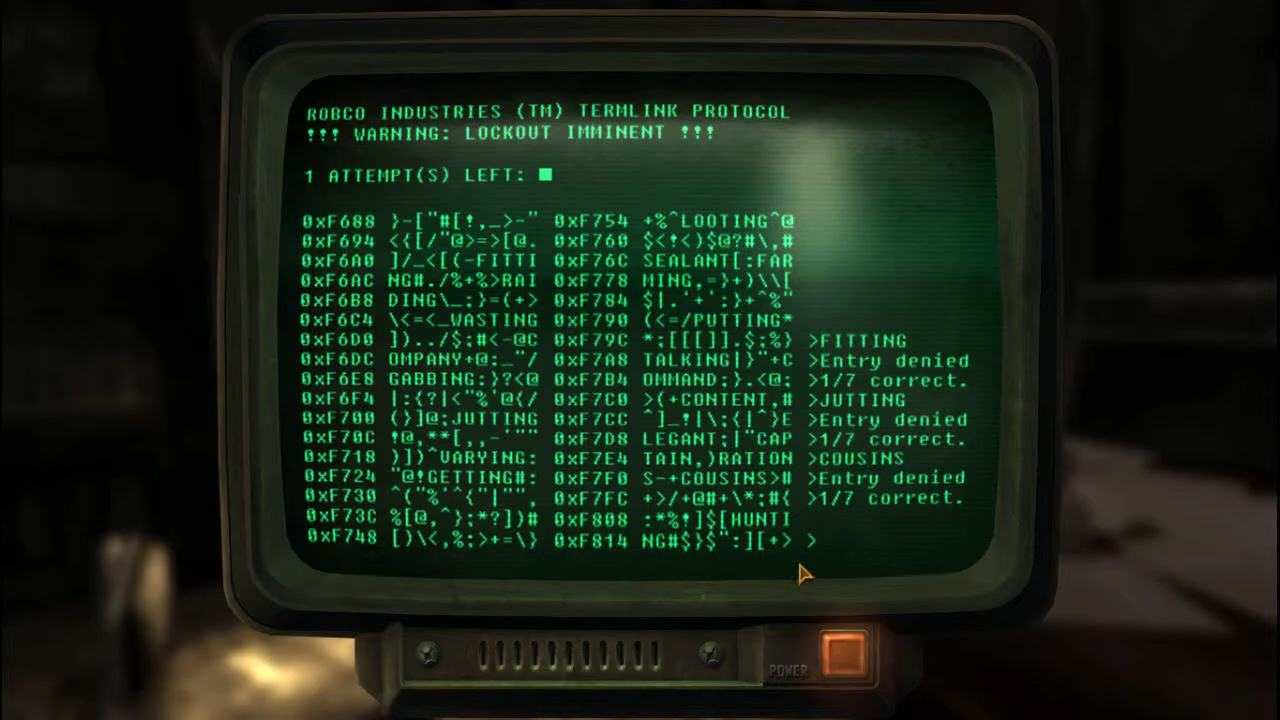 ROBCO INDUSTRIES (TM) TERMLINK PROTOCOL
!!! WARNING: LOCKOUT IMMINENT !!!
1 ATTEMPT(S) LEFT:
0xF688 }-["#[!,_>-" 0xF754 +%^LOOTING^@
0xF694 <{[/"@>=>[@. 0xF760 $<!<)$@?#\,#
0xF6A0 ]/_<[(-FITTI 0xF76C SEALANT[:FAR
0xF6AC NG#./%+%>RAI 0xF778 MING,=}+)\\[
0xF6B8 DING\_;}=(+> 0xF784 $|.'+':}+^%"
0xF6C4 \<=<_WASTING 0xF790 (<=/PUTTING*
0xF6D0 ])../$;#<-@C 0xF79C *;[[[]].$;%} >FITTING
0xF6DC OMPANY+@:_"/ 0xF7A8 TALKING|}"+C >Entry denied
0xF6E8 GABBING:}?<@ 0xF7B4 OMMAND;}.<@; >1/7 correct.
0xF6F4 |:{?|<"%'@{/ 0xF7C0 >(+CONTENT,# >JUTTING
0xF700 (}]@;JUTTING 0xF7CC ^]_!|\;{|^}E >Entry denied
0xF70C !@,**[,,-'"" 0xF7D8 LEGANT;|"CAP >1/7 correct.
0xF718 )])^VARYING: 0xF7E4 TAIN,)RATION >COUSINS
0xF724 "@!GETTING#: 0xF7F0 S-+COUSINS># >Entry denied
0xF730 ^("%'^{"|"", 0xF7FC +>/+@#+\*;#{ >1/7 correct.
0xF73C %[@,^};*?])# 0xF808 :*%!]$[HUNTI
0xF748 [)\<,%;>+=\} 0xF814 NG#$}$":][+> >
POWER